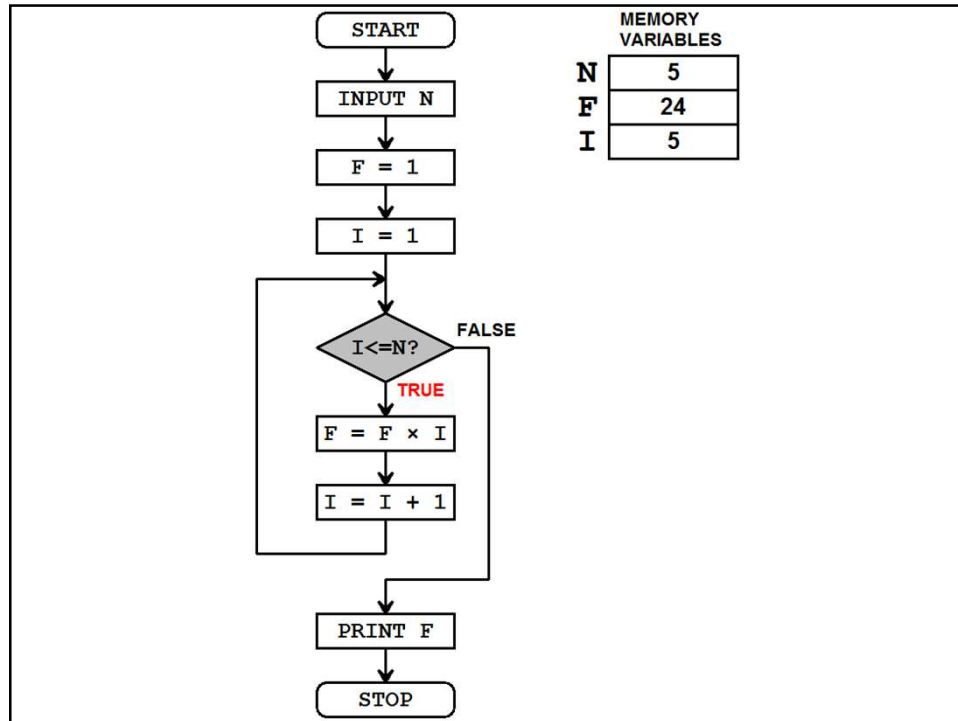 START
INPUT N
F = 1
I = 1
I<=N?
FALSE
TRUE
F = F × I
I = I + 1
PRINT F
STOP
MEMORY
VARIABLES
N 5
F 24
I 5